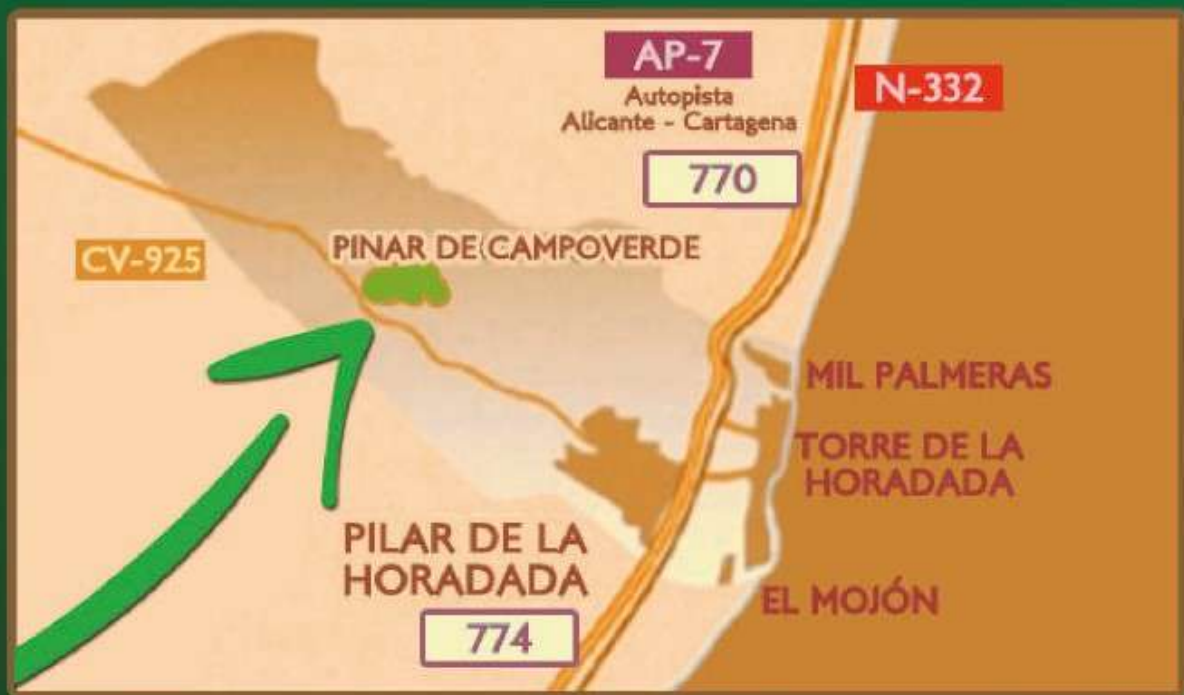 AP-7
Autopista
Alicante - Cartagena
N-332
770
PINAR DE CAMPOVERDE
CV-925
MIL PALMERAS
TORRE DE LA
HORADADA
PILAR DE LA
HORADADA
EL MOJÓN
774